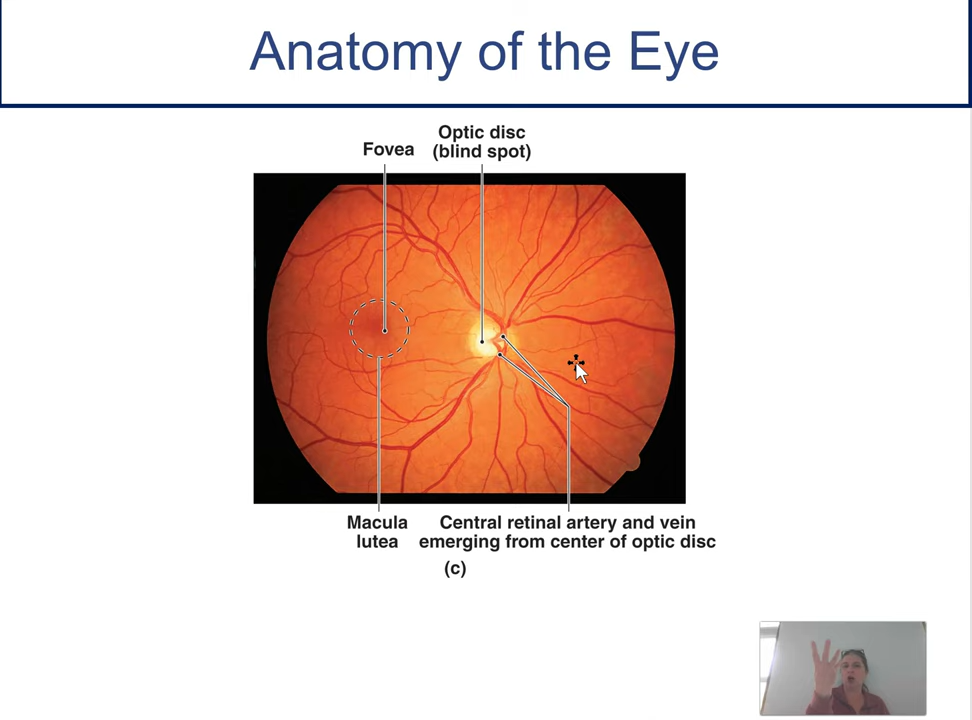 Anatomy of the Eye
Optic disc
(blind spot)
Fovea
Macula
lutea
Central retinal artery and vein
emerging from center of optic disc
(c)